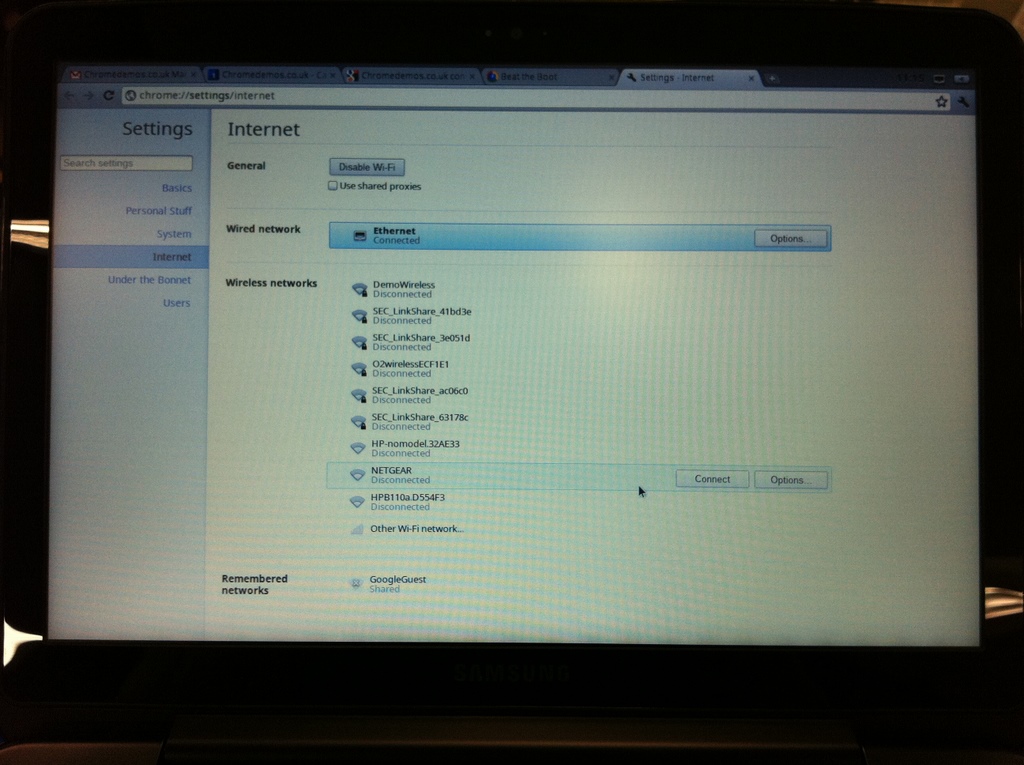 Chromedemos.co.uk Mai
Chromedemos.co.uk - Ca
Chromedemos.co.uk con
Beat the Boot
Settings - Internet
chrome://settings/internet
Settings
Search settings
Basics
Personal Stuff
System
Internet
Under the Bonnet
Users
Internet
General
Disable Wi-Fi
Use shared proxies
Wired network
Ethernet
Connected
Options...
Wireless networks
DemoWireless
Disconnected
SEC_LinkShare_41bd3e
Disconnected
SEC_LinkShare_3e051d
Disconnected
O2wirelessECF1E1
Disconnected
SEC_LinkShare_ac06c0
Disconnected
SEC_LinkShare_63178c
Disconnected
HP-nomodel.32AE33
Disconnected
NETGEAR
Disconnected
Connect
Options...
HPB110a.D554F3
Disconnected
Other Wi-Fi network...
Remembered
networks
GoogleGuest
Shared
SAMSUNG